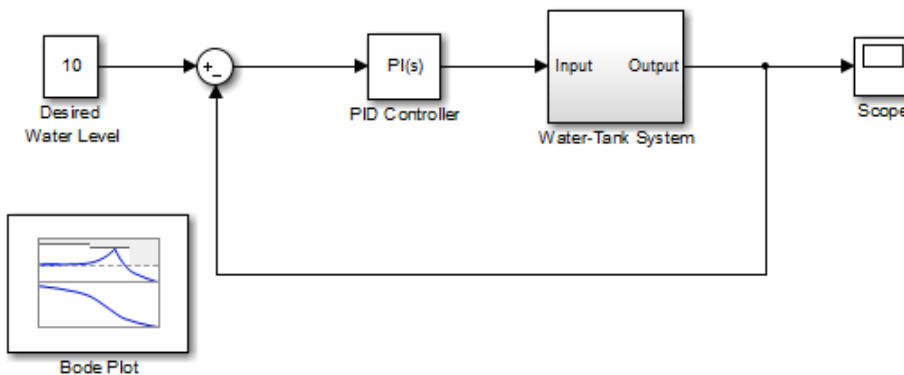 10
Desired
Water Level
+
-
PI(s)
PID Controller
Input
Output
Water-Tank System
Scope
Bode Plot